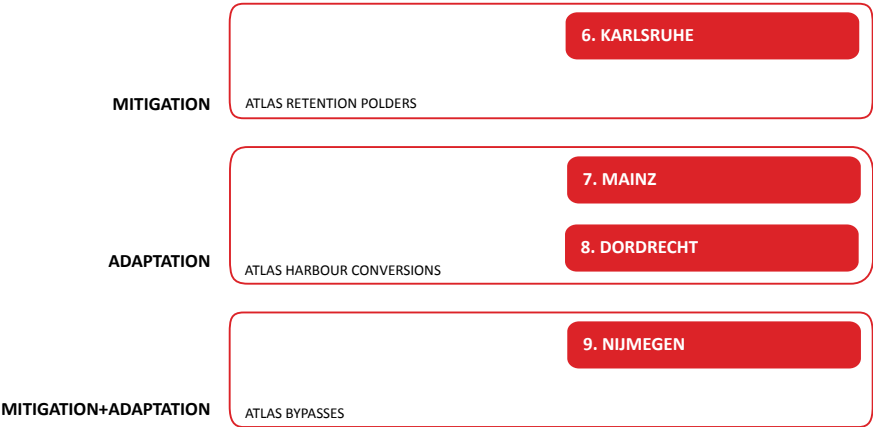 6. KARLSRUHE
MITIGATION
ATLAS RETENTION POLDERS
7. MAINZ
8. DORDRECHT
ADAPTATION
ATLAS HARBOUR CONVERSIONS
9. NIJMEGEN
MITIGATION+ADAPTATION
ATLAS BYPASSES